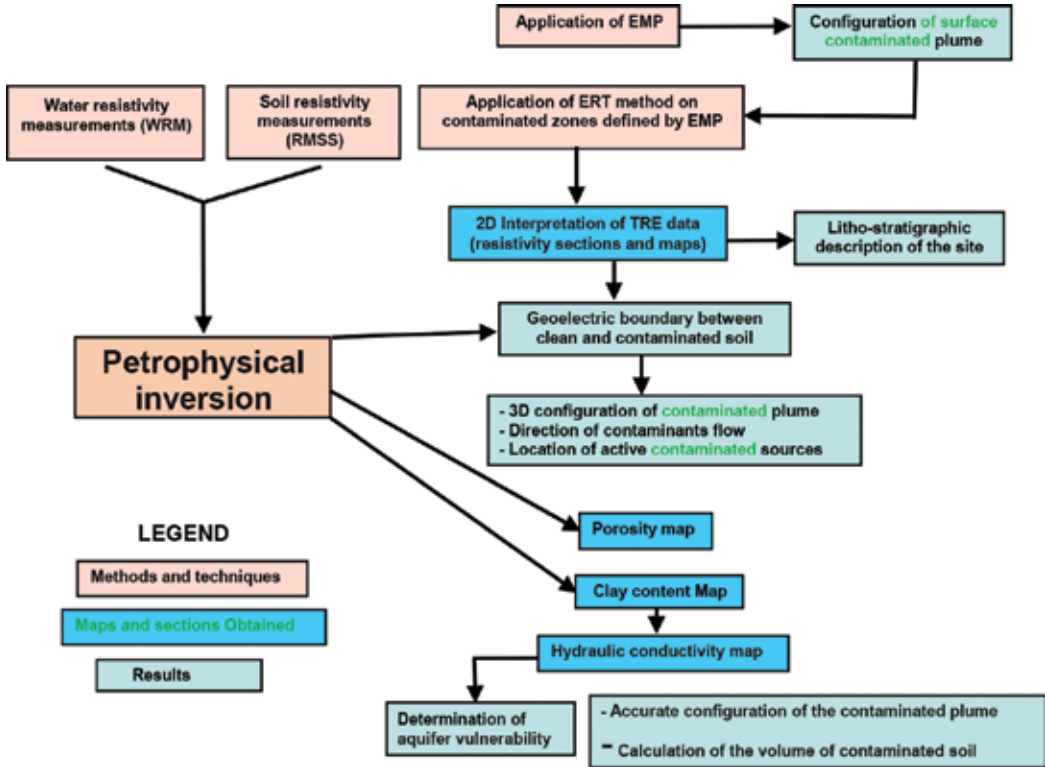 Application of EMP
Configuration of surface
contaminated plume
Water resistivity
measurements (WRM)
Soil resistivity
measurements
(RMSS)
Application of ERT method on
contaminated zones defined by EMP
2D Interpretation of TRE data
(resistivity sections and maps)
Litho-stratigraphic
description of the site
Geoelectric boundary between
clean and contaminated soil
Petrophysical
inversion
- 3D configuration of contaminated plume
- Direction of contaminants flow
- Location of active contaminated sources
Porosity map
LEGEND
Methods and techniques
Clay content Map
Maps and sections Obtained
Hydraulic conductivity map
Results
Determination of
aquifer vulnerability
- Accurate configuration of the contaminated plume
- Calculation of the volume of contaminated soil